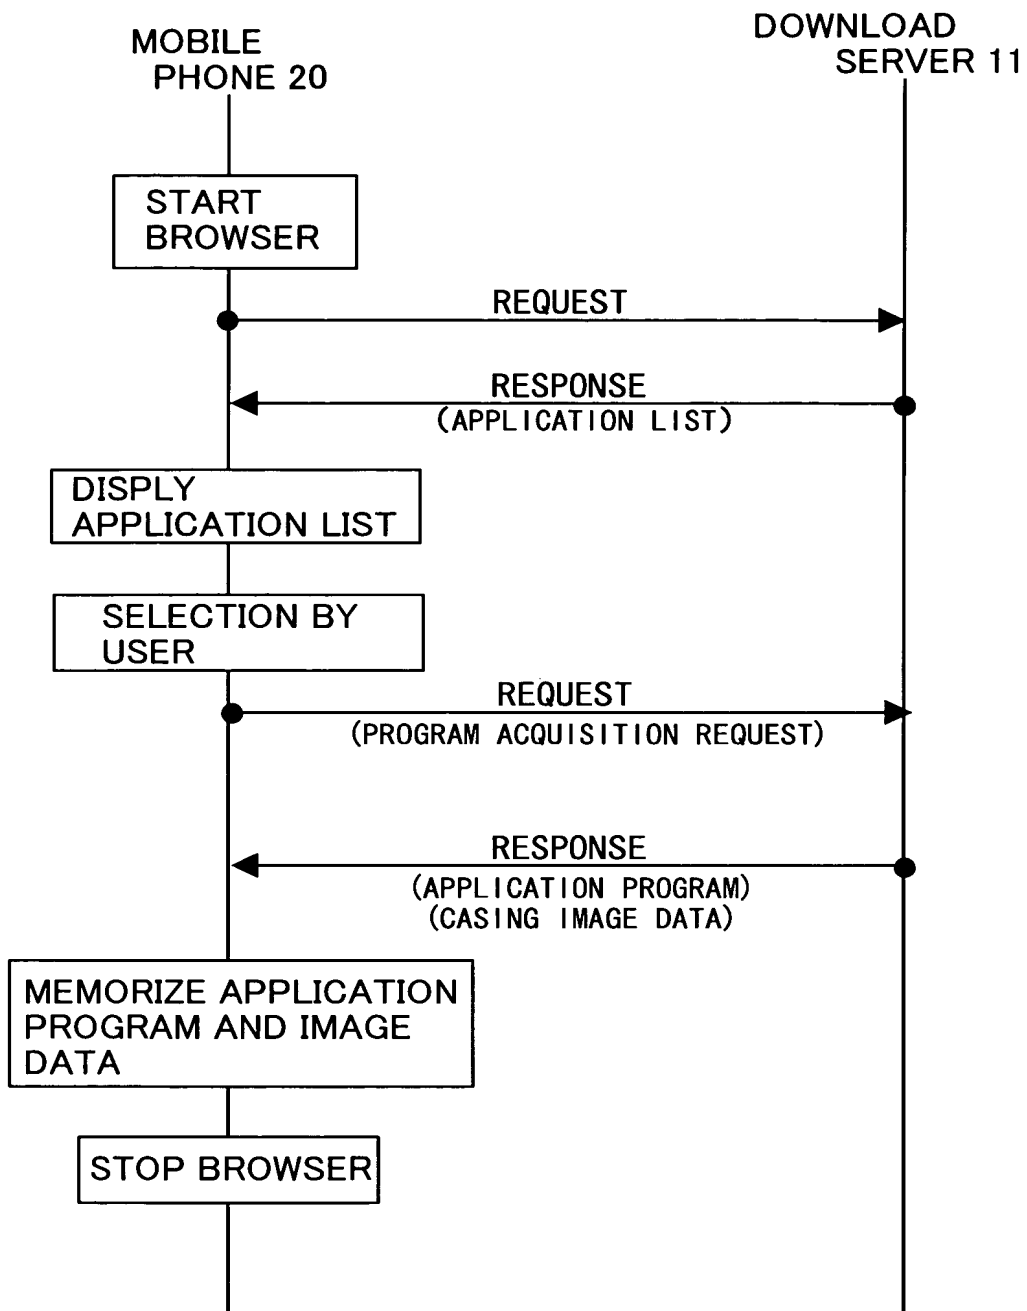 MOBILE
PHONE 20
DOWNLOAD
SERVER 11
START
BROWSER
REQUEST
RESPONSE
(APPLICATION LIST)
DISPLY
APPLICATION LIST
SELECTION BY
USER
REQUEST
(PROGRAM ACQUISITION REQUEST)
RESPONSE
(APPLICATION PROGRAM)
(CASING IMAGE DATA)
MEMORIZE APPLICATION
PROGRAM AND IMAGE
DATA
STOP BROWSER